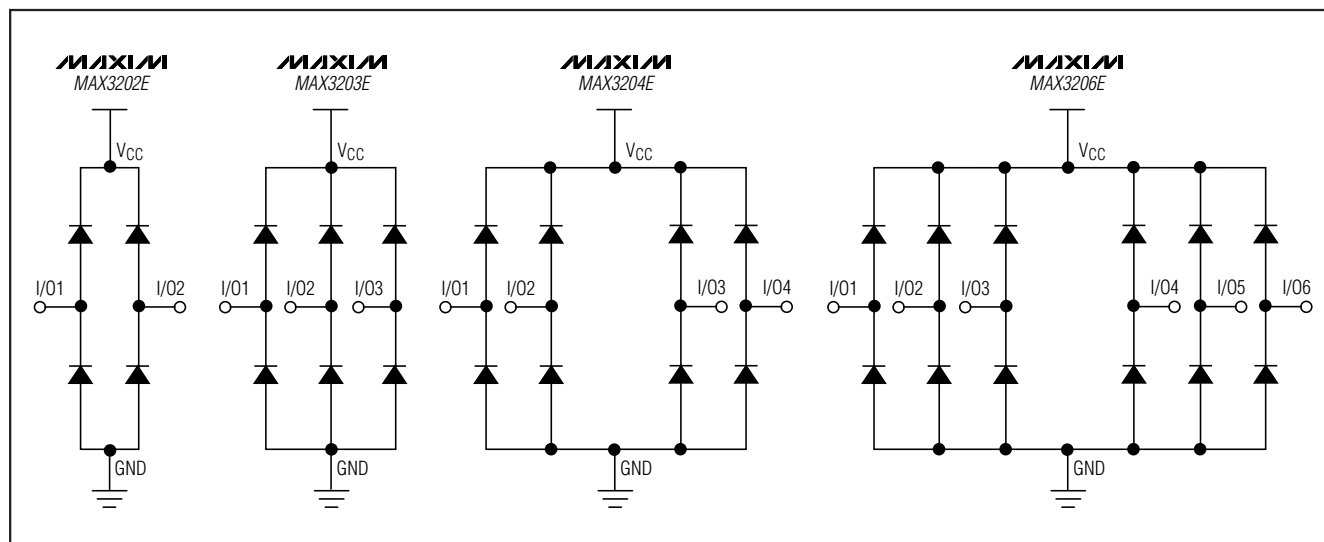 MAXIM MAXIM MAXIM MAXIM
MAX3202E MAX3203E MAX3204E MAX3206E
VCC VCC VCC VCC
I/O1 I/O2 I/O1 I/O2 I/O3 I/O1 I/O2 I/O3 I/O4 I/O1 I/O2 I/O3 I/O4 I/O5 I/O6
GND GND GND GND